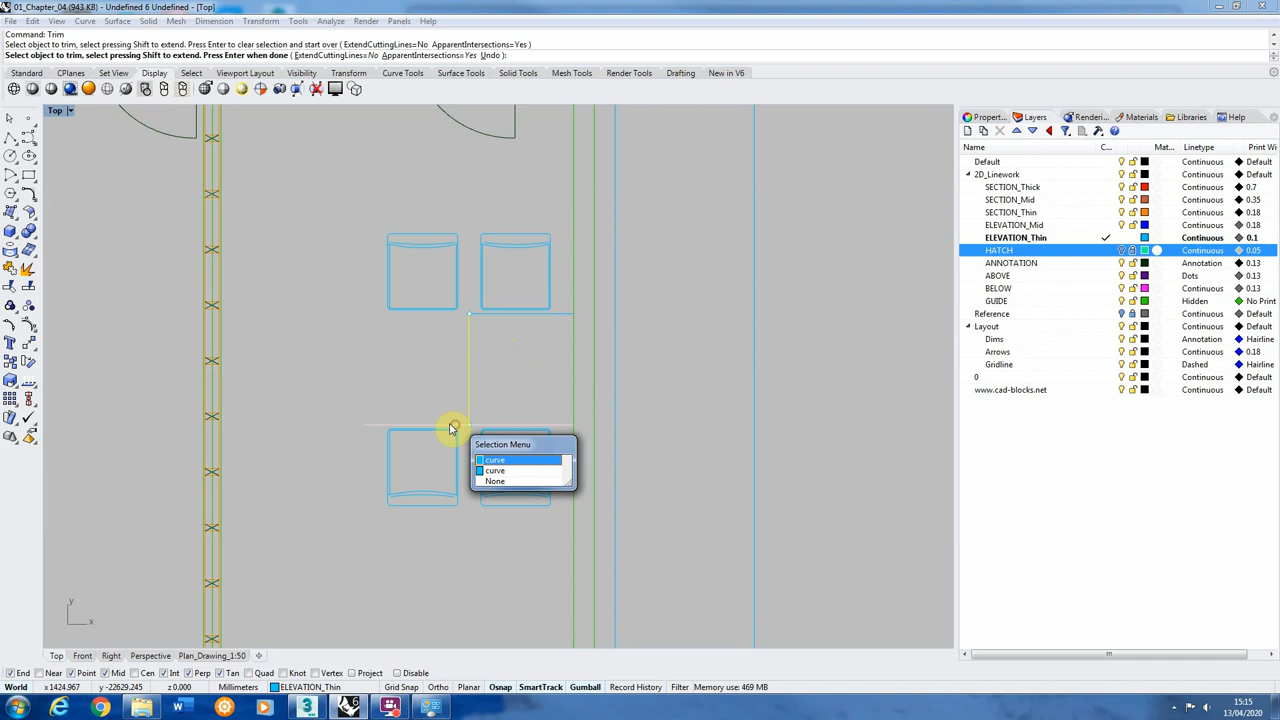 01_Chapter_04 (943 KB) - Undefined 6 Undefined - [Top]
File Edit View Curve Surface Solid Mesh Dimension Transform Tools Analyze Render Panels Help
Command: Trim
Select object to trim, select pressing Shift to extend. Press Enter to clear selection and start over ( ExtendCuttingLines=No ApparentIntersections=Yes )
Select object to trim, select pressing Shift to extend. Press Enter when done ( ExtendCuttingLines=No ApparentIntersections=Yes Undo ):
Standard CPlanes Set View Display Select Viewport Layout Visibility Transform Curve Tools Surface Tools Solid Tools Mesh Tools Render Tools Drafting New in V6
Top
Propert... Layers Renderi... Materials Libraries Help
Name C... Mat... Linetype Print Wi
Default Continuous Default
2D_Linework Continuous Default
SECTION_Thick Continuous 0.7
SECTION_Mid Continuous 0.35
SECTION_Thin Continuous 0.18
ELEVATION_Mid Continuous 0.18
ELEVATION_Thin Continuous 0.1
HATCH Continuous 0.05
ANNOTATION Annotation 0.13
ABOVE Dots 0.13
BELOW Continuous 0.13
GUIDE Hidden No Print
Reference Continuous Default
Layout Continuous Default
Dims Annotation Hairline
Arrows Continuous 0.18
Gridline Dashed Hairline
0 Continuous Default
www.cad-blocks.net Continuous Default
Selection Menu
curve
curve
None
y
x
Top Front Right Perspective Plan_Drawing_1:50
End Near Point Mid Cen Int Perp Tan Quad Knot Vertex Project Disable
World x 1424.967 y -22629.245 z 0.000 Millimeters ELEVATION_Thin Grid Snap Ortho Planar Osnap SmartTrack Gumball Record History Filter Memory use: 469 MB
15:15
13/04/2020